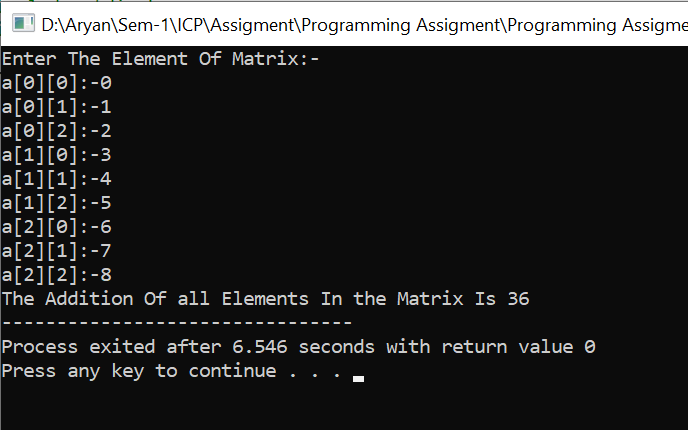 D:\Aryan\Sem-1\ICP\Assigment\Programming Assigment\Programming Assigme
Enter The Element Of Matrix:-
a[0][0]:-0
a[0][1]:-1
a[0][2]:-2
a[1][0]:-3
a[1][1]:-4
a[1][2]:-5
a[2][0]:-6
a[2][1]:-7
a[2][2]:-8
The Addition Of all Elements In the Matrix Is 36
--------------------------------
Process exited after 6.546 seconds with return value 0
Press any key to continue . . .